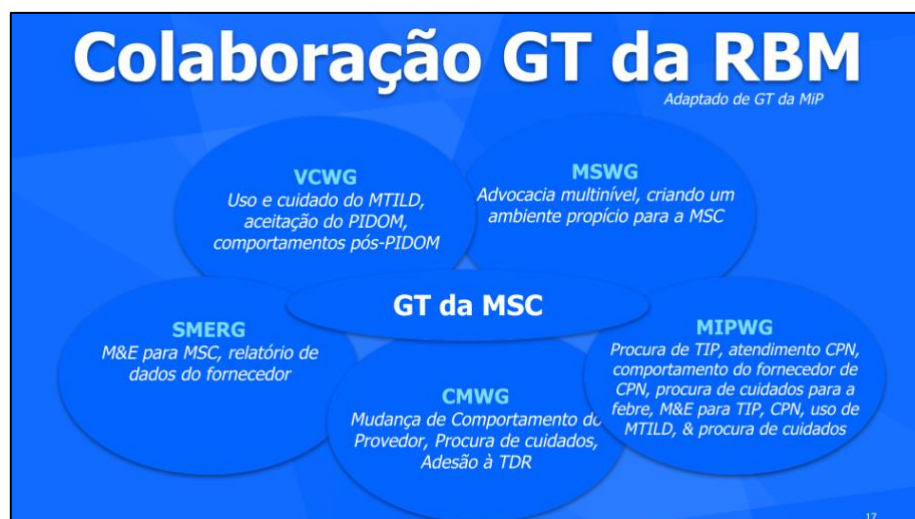 Colaboração GT da RBM
Adaptado de GT da MiP
VCWG
Uso e cuidado do MTILD,
aceitação do PIDOM,
comportamentos pós-PIDOM
MSWG
Advocacia multinível, criando um
ambiente propício para a MSC
GT da MSC
SMERG
M&E para MSC, relatório de
dados do fornecedor
CMWG
Mudança de Comportamento do
Provedor, Procura de cuidados,
Adesão à TDR
MIPWG
Procura de TIP, atendimento CPN,
comportamento do fornecedor de
CPN, procura de cuidados para a
febre, M&E para TIP, CPN, uso de
MTILD, & procura de cuidados
17